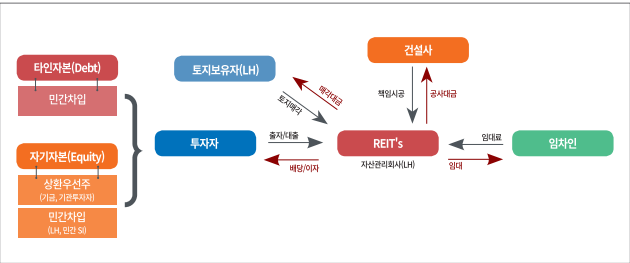 타인자본(Debt)
민간차입
자기자본(Equity)
상환우선주
(기금, 기관투자자)
민간차입
(LH, 민간 SI)
토지보유자(LH)
건설사
매각대금
토지매각
책임시공
공사대금
투자자
출자/대출
배당/이자
REIT's
자산관리회사(LH)
임대료
임대
임차인